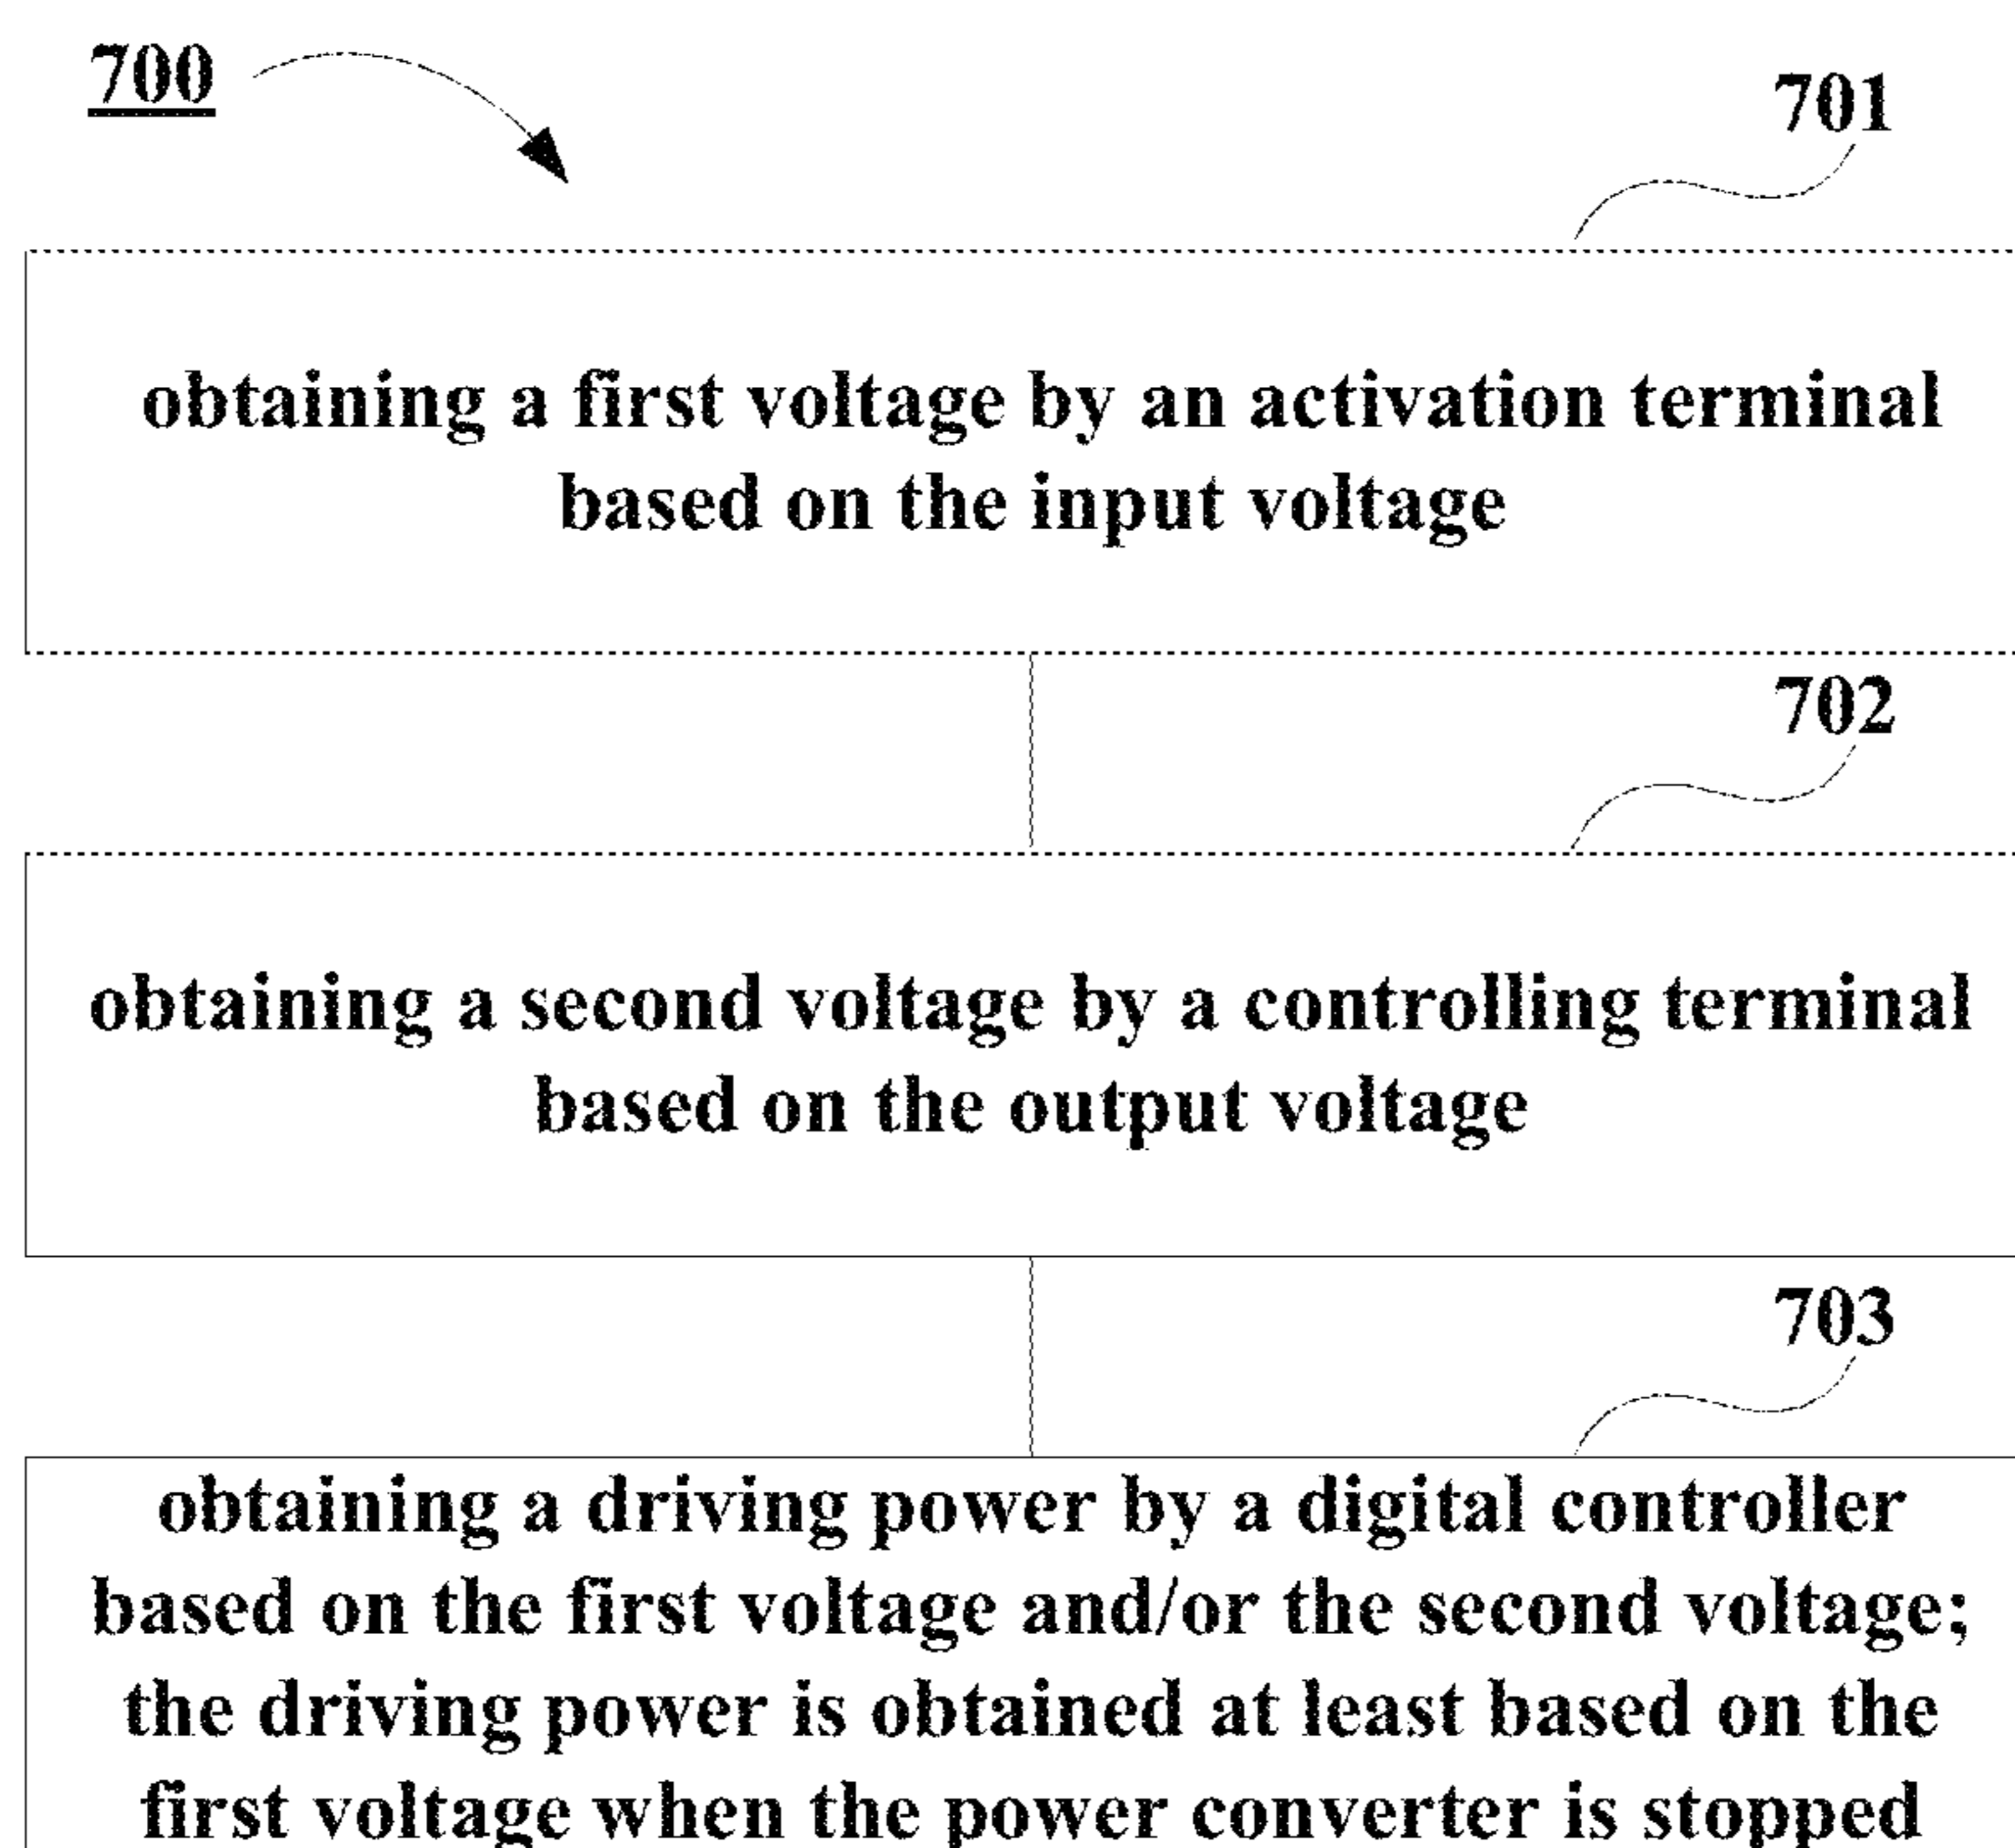 700
701
obtaining a first voltage by an activation terminal
based on the input voltage
702
obtaining a second voltage by a controlling terminal
based on the output voltage
703
obtaining a driving power by a digital controller
based on the first voltage and/or the second voltage;
the driving power is obtained at least based on the
first voltage when the power converter is stopped